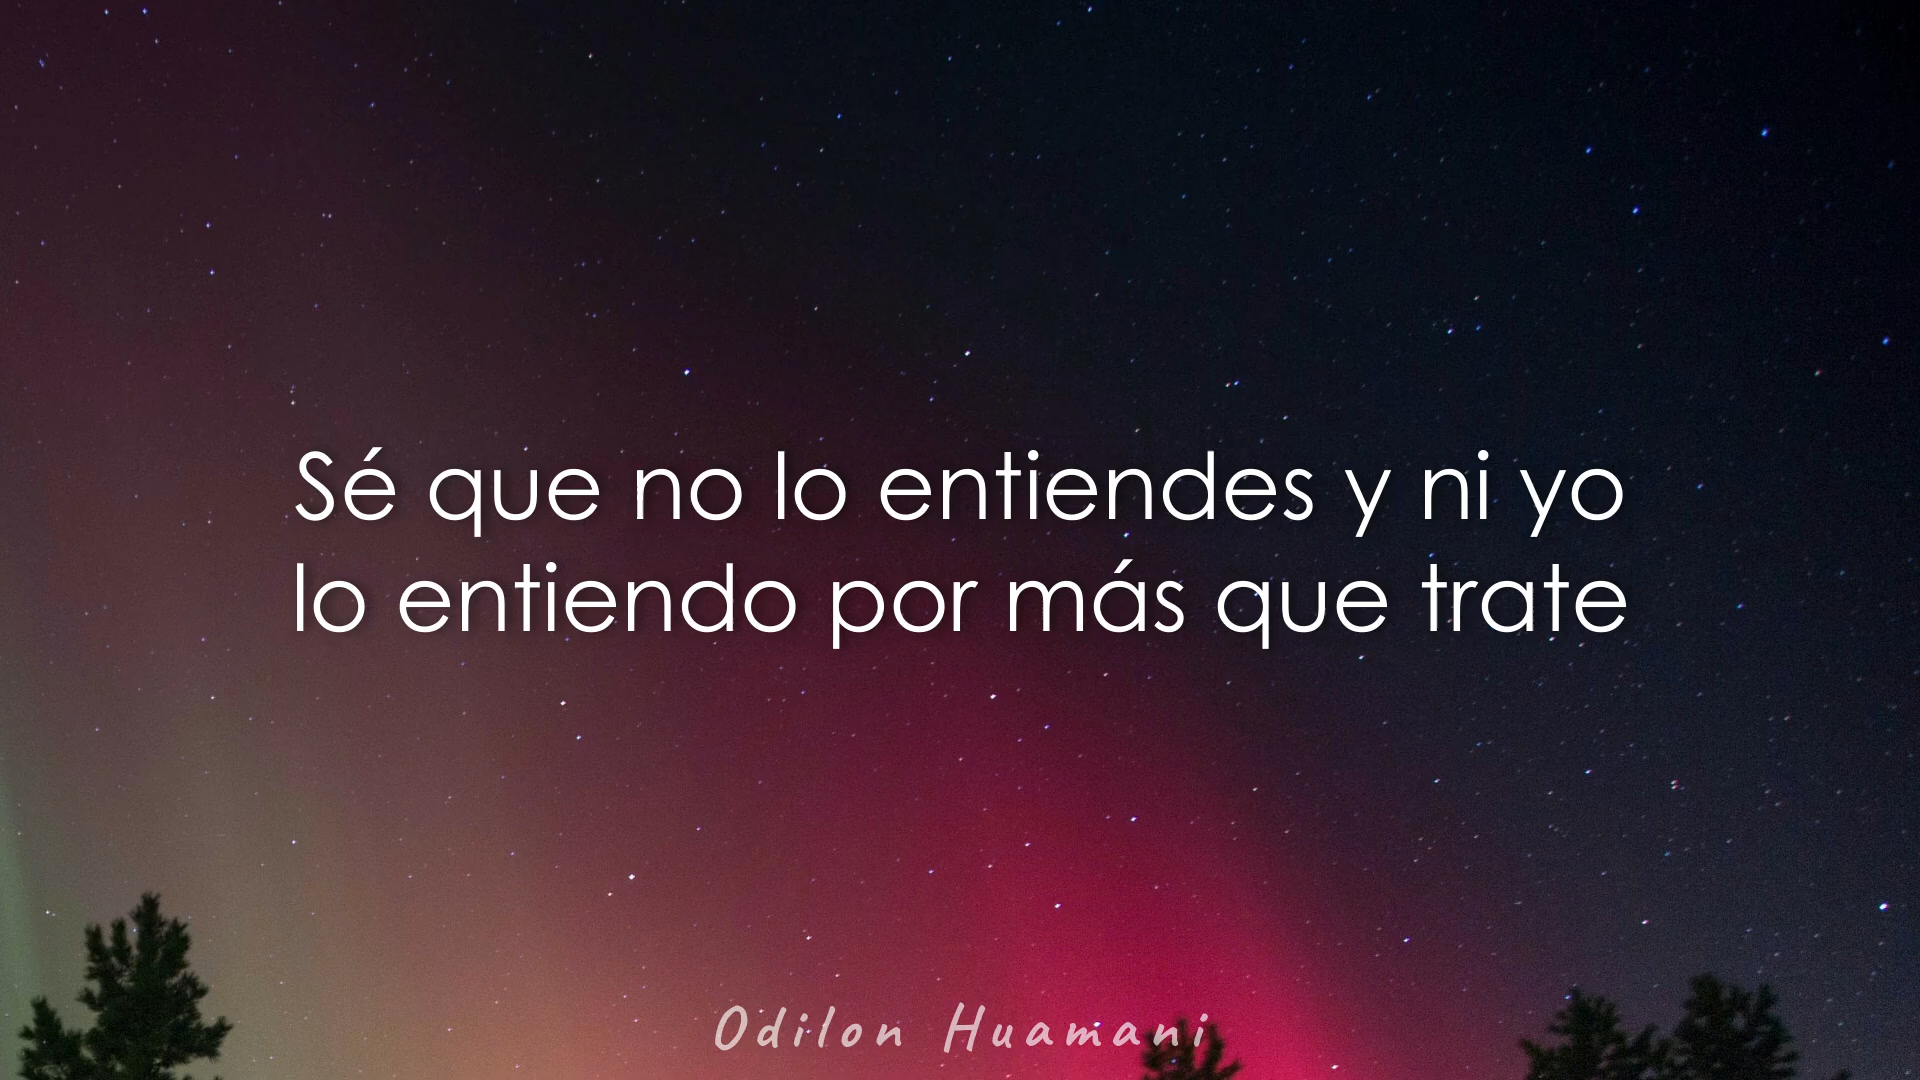 Sé que no lo entiendes y ni yo
lo entiendo por más que trate
Odilon Huamani